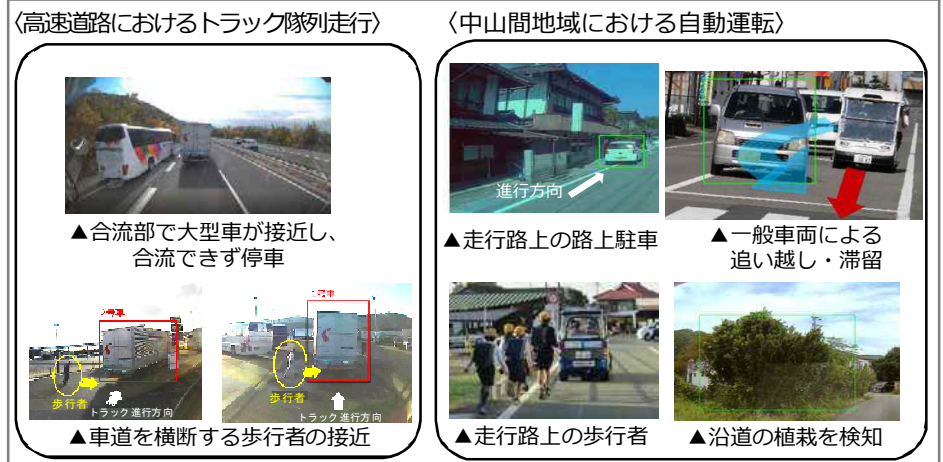 〈高速道路におけるトラック隊列走行〉
▲合流部で大型車が接近し、
合流できず停車
歩行者
トラック進行方向
歩行者
トラック進行方向
▲車道を横断する歩行者の接近
〈中山間地域における自動運転〉
進行方向
▲走行路上の路上駐車
▲一般車両による
追い越し・滞留
▲走行路上の歩行者
▲沿道の植栽を検知